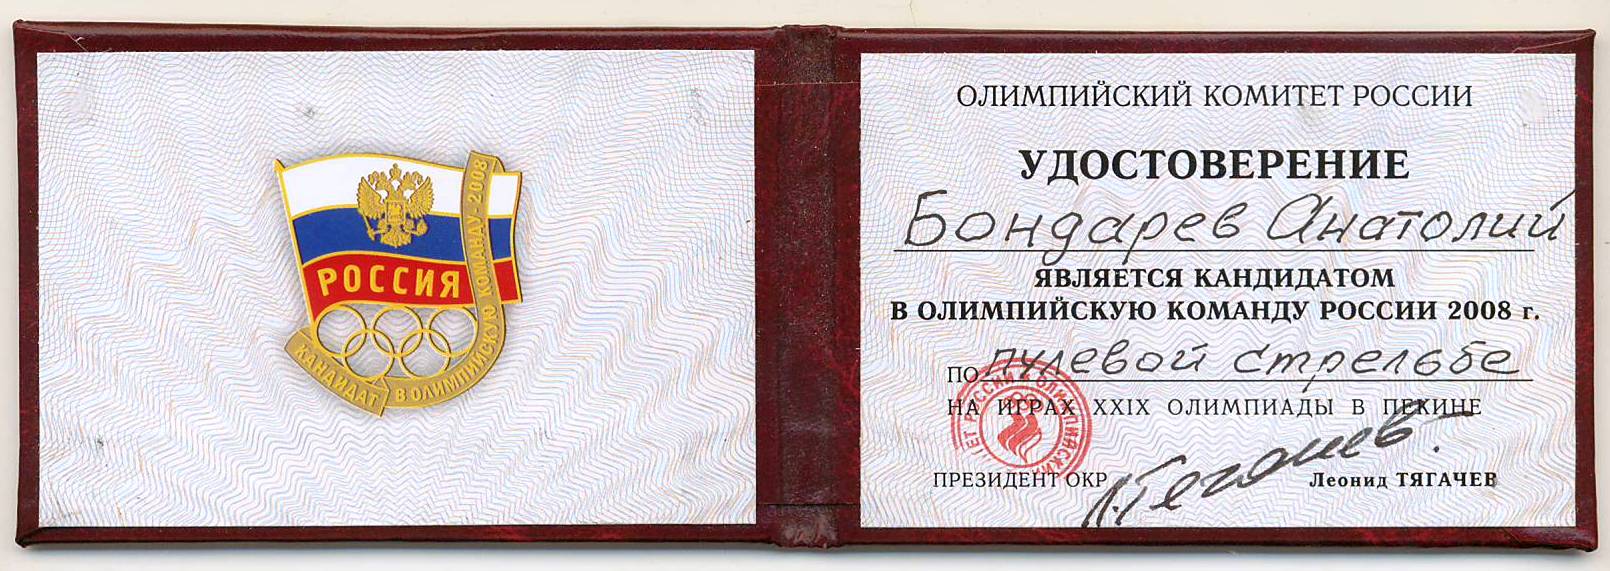 РОССИЯ
КАНДИДАТ В ОЛИМПИЙСКУЮ КОМАНДУ-2008
ОЛИМПИЙСКИЙ КОМИТЕТ РОССИИ
УДОСТОВЕРЕНИЕ
Бондарев Анатолий
ЯВЛЯЕТСЯ КАНДИДАТОМ
В ОЛИМПИЙСКУЮ КОМАНДУ РОССИИ 2008 г.
по пулевой стрельбе
НА ИГРАХ XXIX ОЛИМПИАДЫ В ПЕКИНЕ
ПРЕЗИДЕНТ ОКР Л.Тягачев Леонид ТЯГАЧЕВ